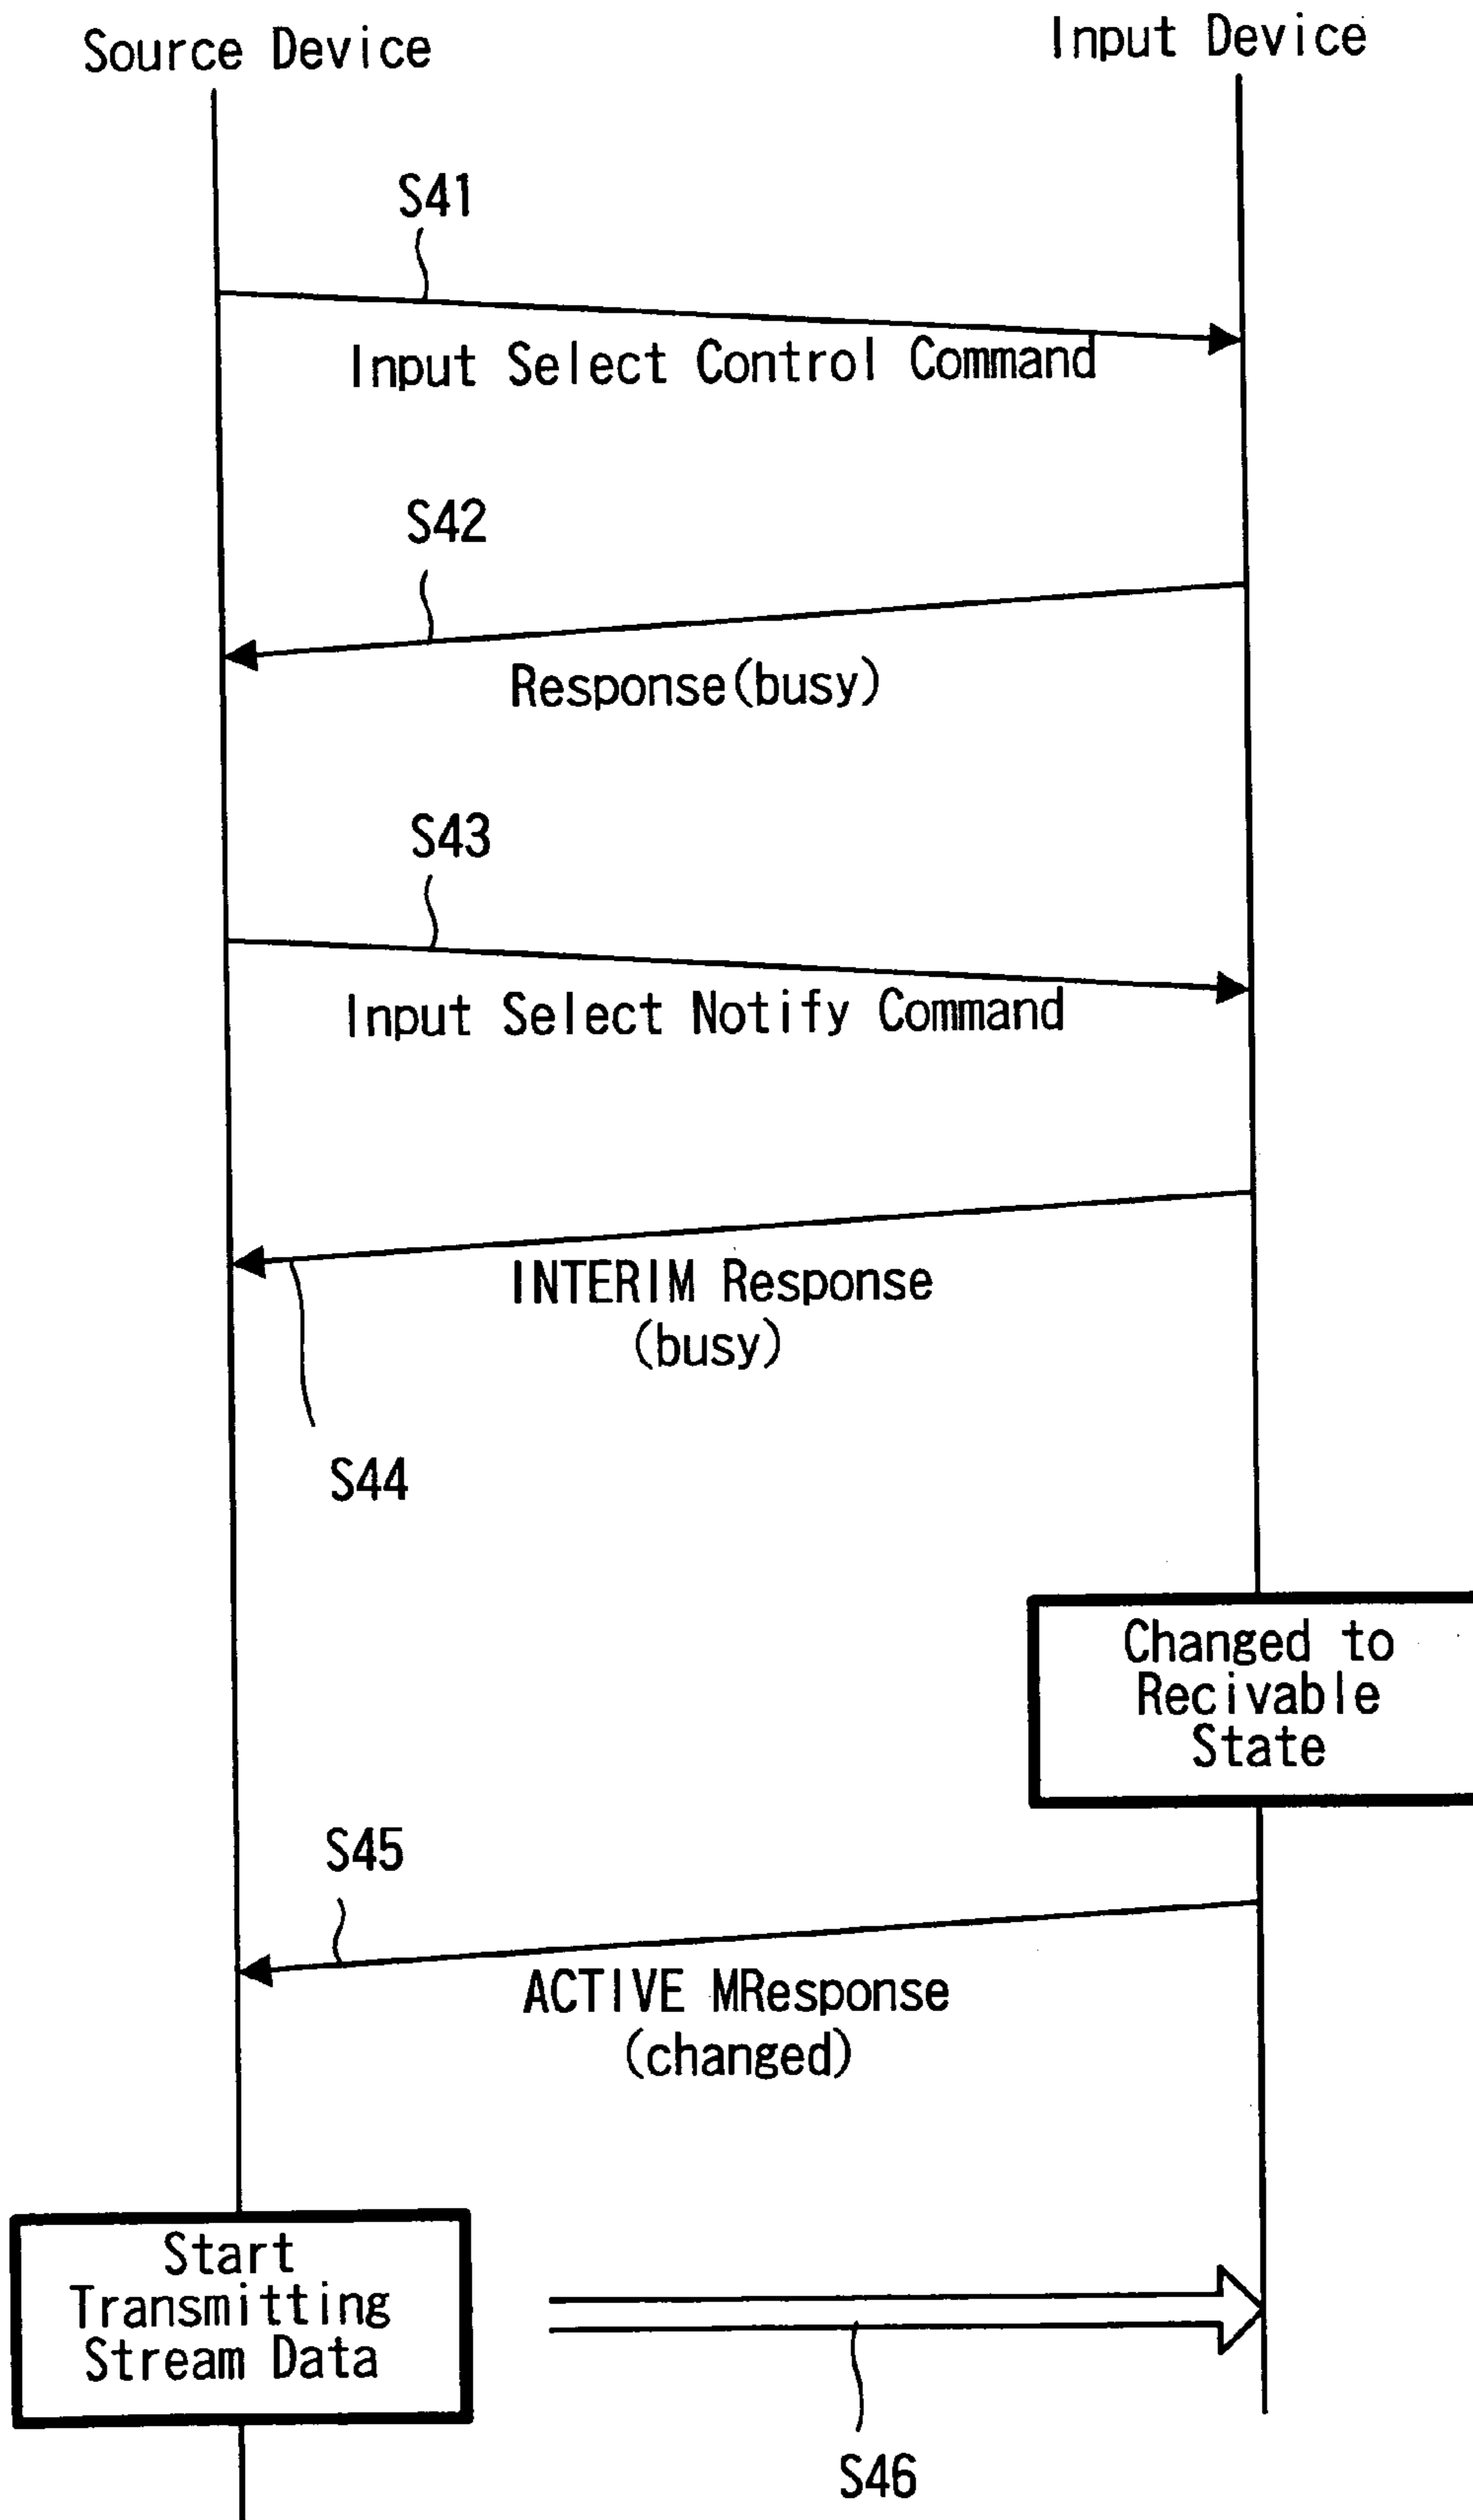 Source Device
Input Device
S41
Input Select Control Command
S42
Response(busy)
S43
Input Select Notify Command
INTERIM Response
(busy)
S44
Changed to
Recivable
State
S45
ACTIVE MResponse
(changed)
Start
Transmitting
Stream Data
S46